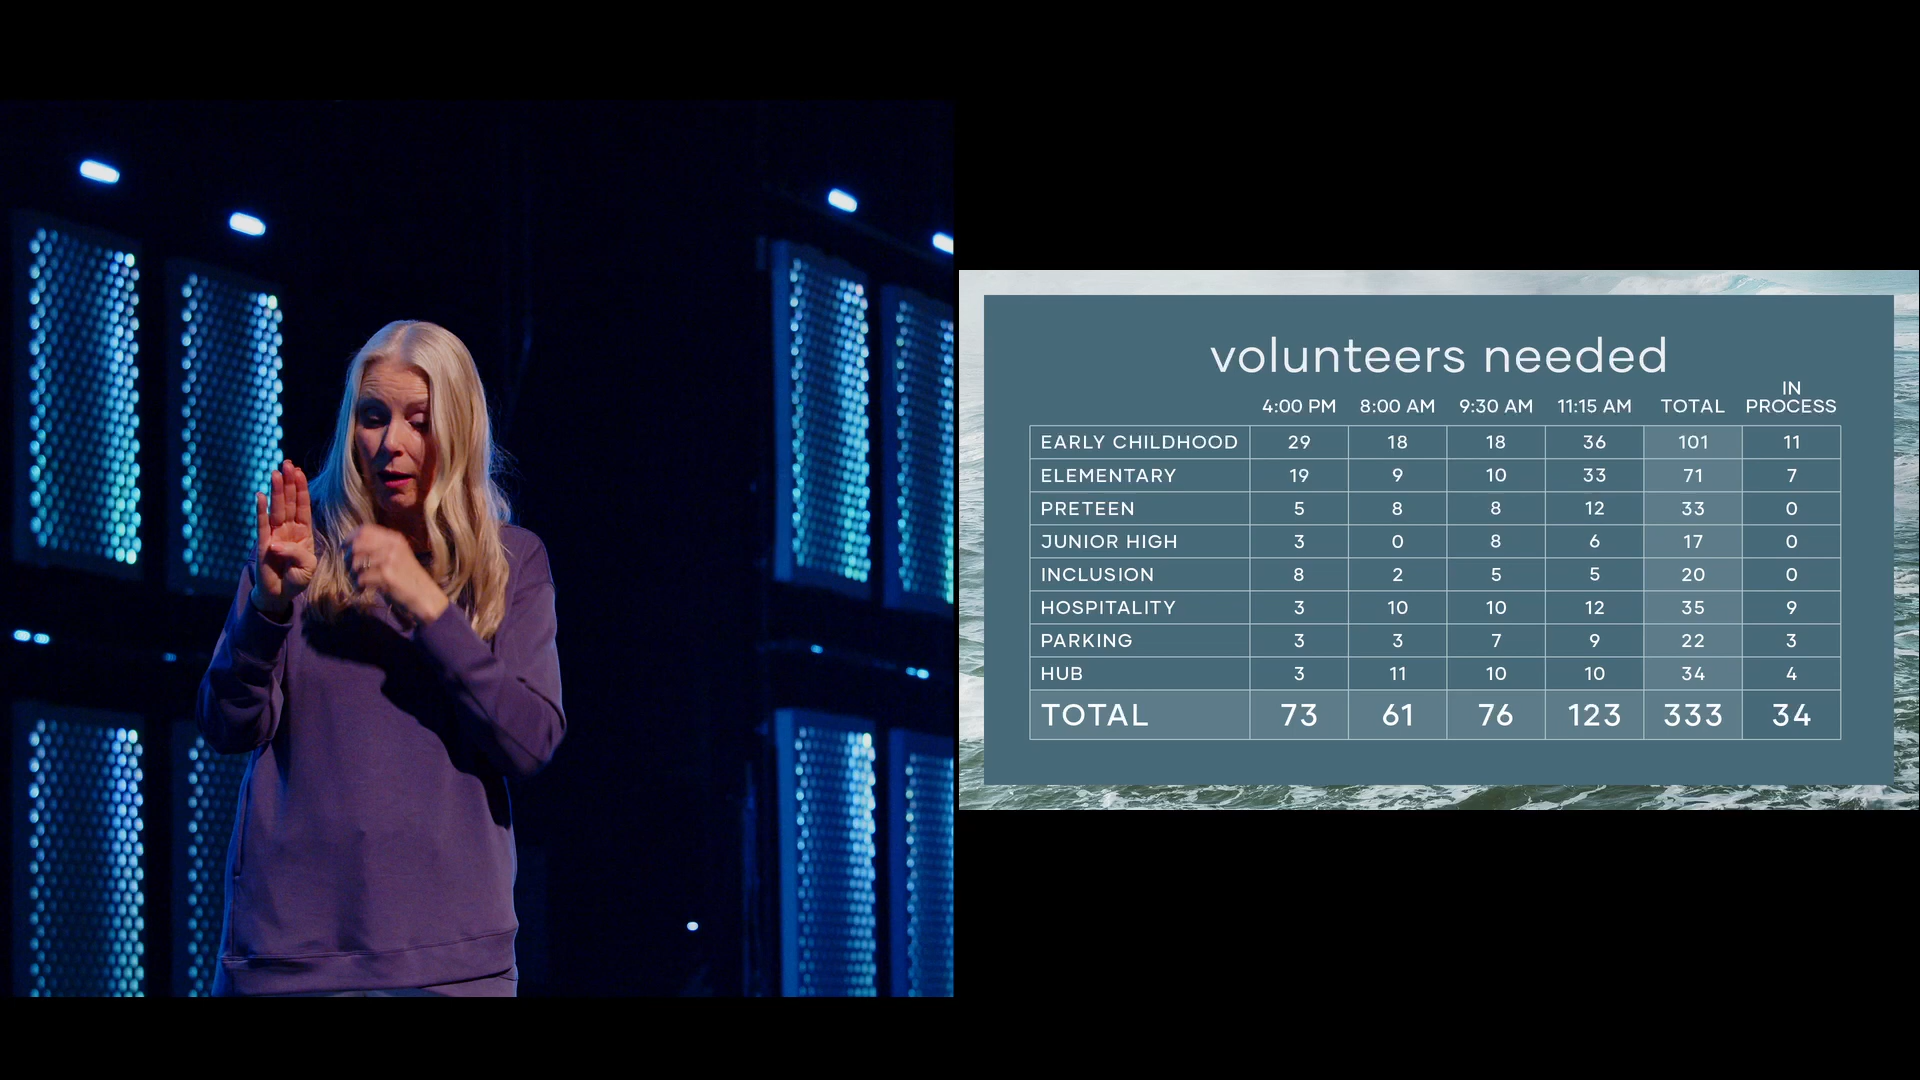 volunteers needed
4:00 PM 8:00 AM 9:30 AM 11:15 AM TOTAL IN PROCESS
EARLY CHILDHOOD 29 18 18 36 101 11
ELEMENTARY 19 9 10 33 71 7
PRETEEN 5 8 8 12 33 0
JUNIOR HIGH 3 0 8 6 17 0
INCLUSION 8 2 5 5 20 0
HOSPITALITY 3 10 10 12 35 9
PARKING 3 3 7 9 22 3
HUB 3 11 10 10 34 4
TOTAL 73 61 76 123 333 34